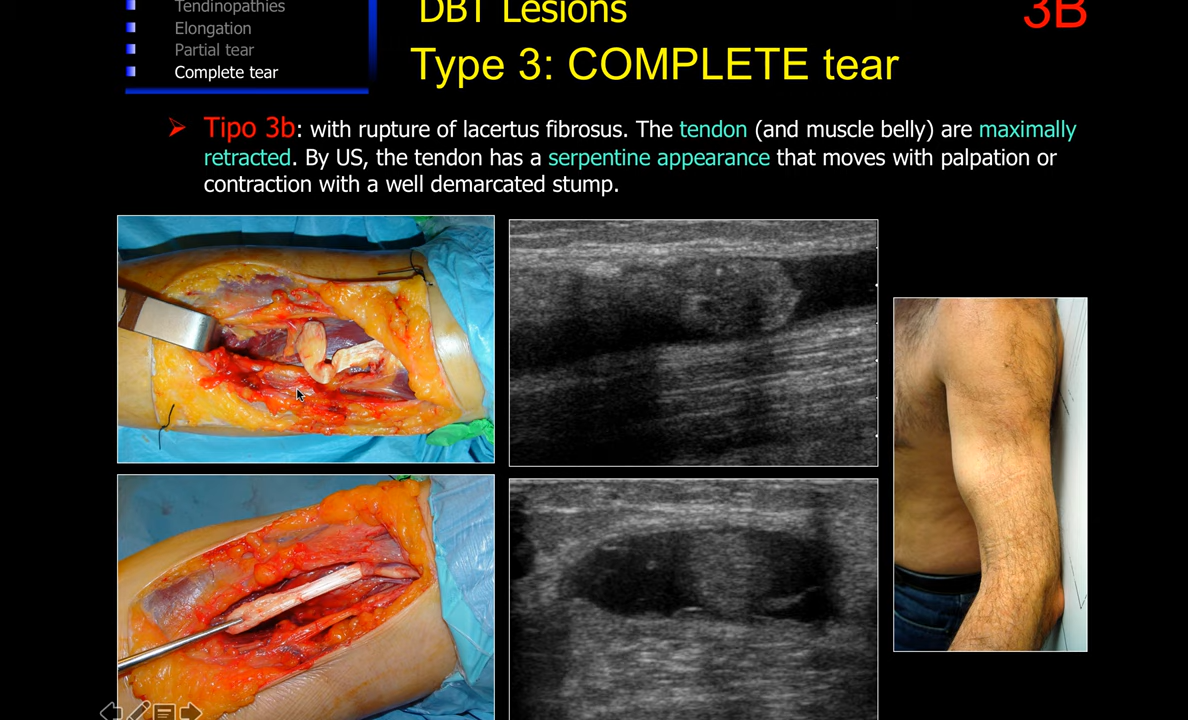 Tendinopathies
Elongation
Partial tear
Complete tear
DBT Lesions
Type 3: COMPLETE tear
3B
Tipo 3b: with rupture of lacertus fibrosus. The tendon (and muscle belly) are maximally
retracted. By US, the tendon has a serpentine appearance that moves with palpation or
contraction with a well demarcated stump.